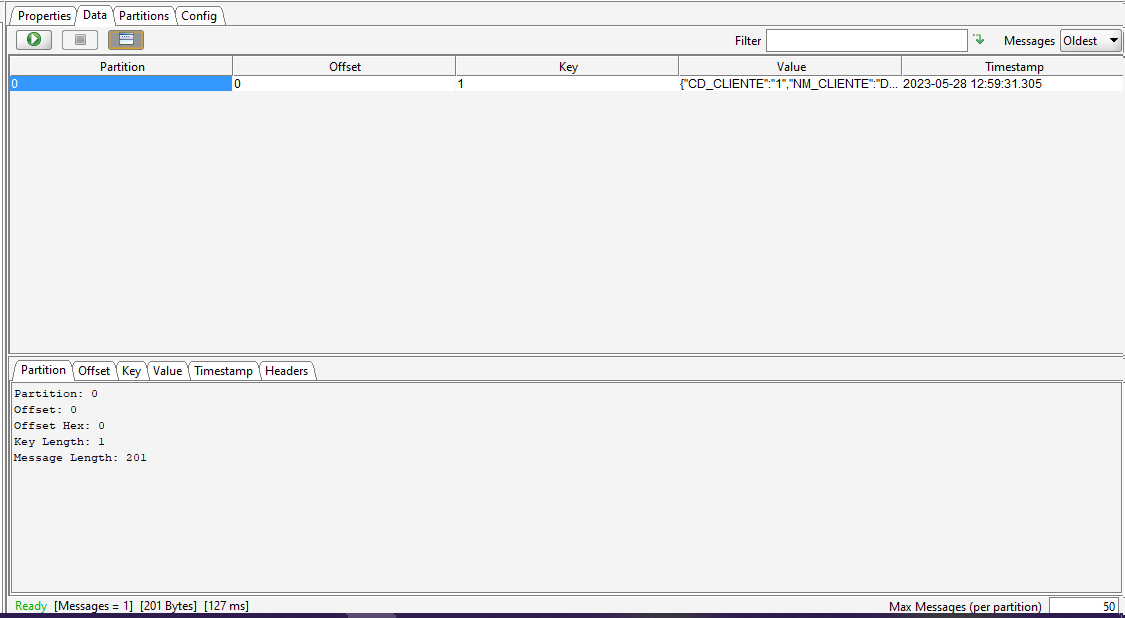 Properties Data Partitions Config
Filter Messages Oldest
Partition Offset Key Value Timestamp
0 0 1 {"CD_CLIENTE":"1","NM_CLIENTE":"D... 2023-05-28 12:59:31.305
Partition Offset Key Value Timestamp Headers
Partition: 0
Offset: 0
Offset Hex: 0
Key Length: 1
Message Length: 201
Ready [Messages = 1] [201 Bytes] [127 ms] Max Messages (per partition) 50